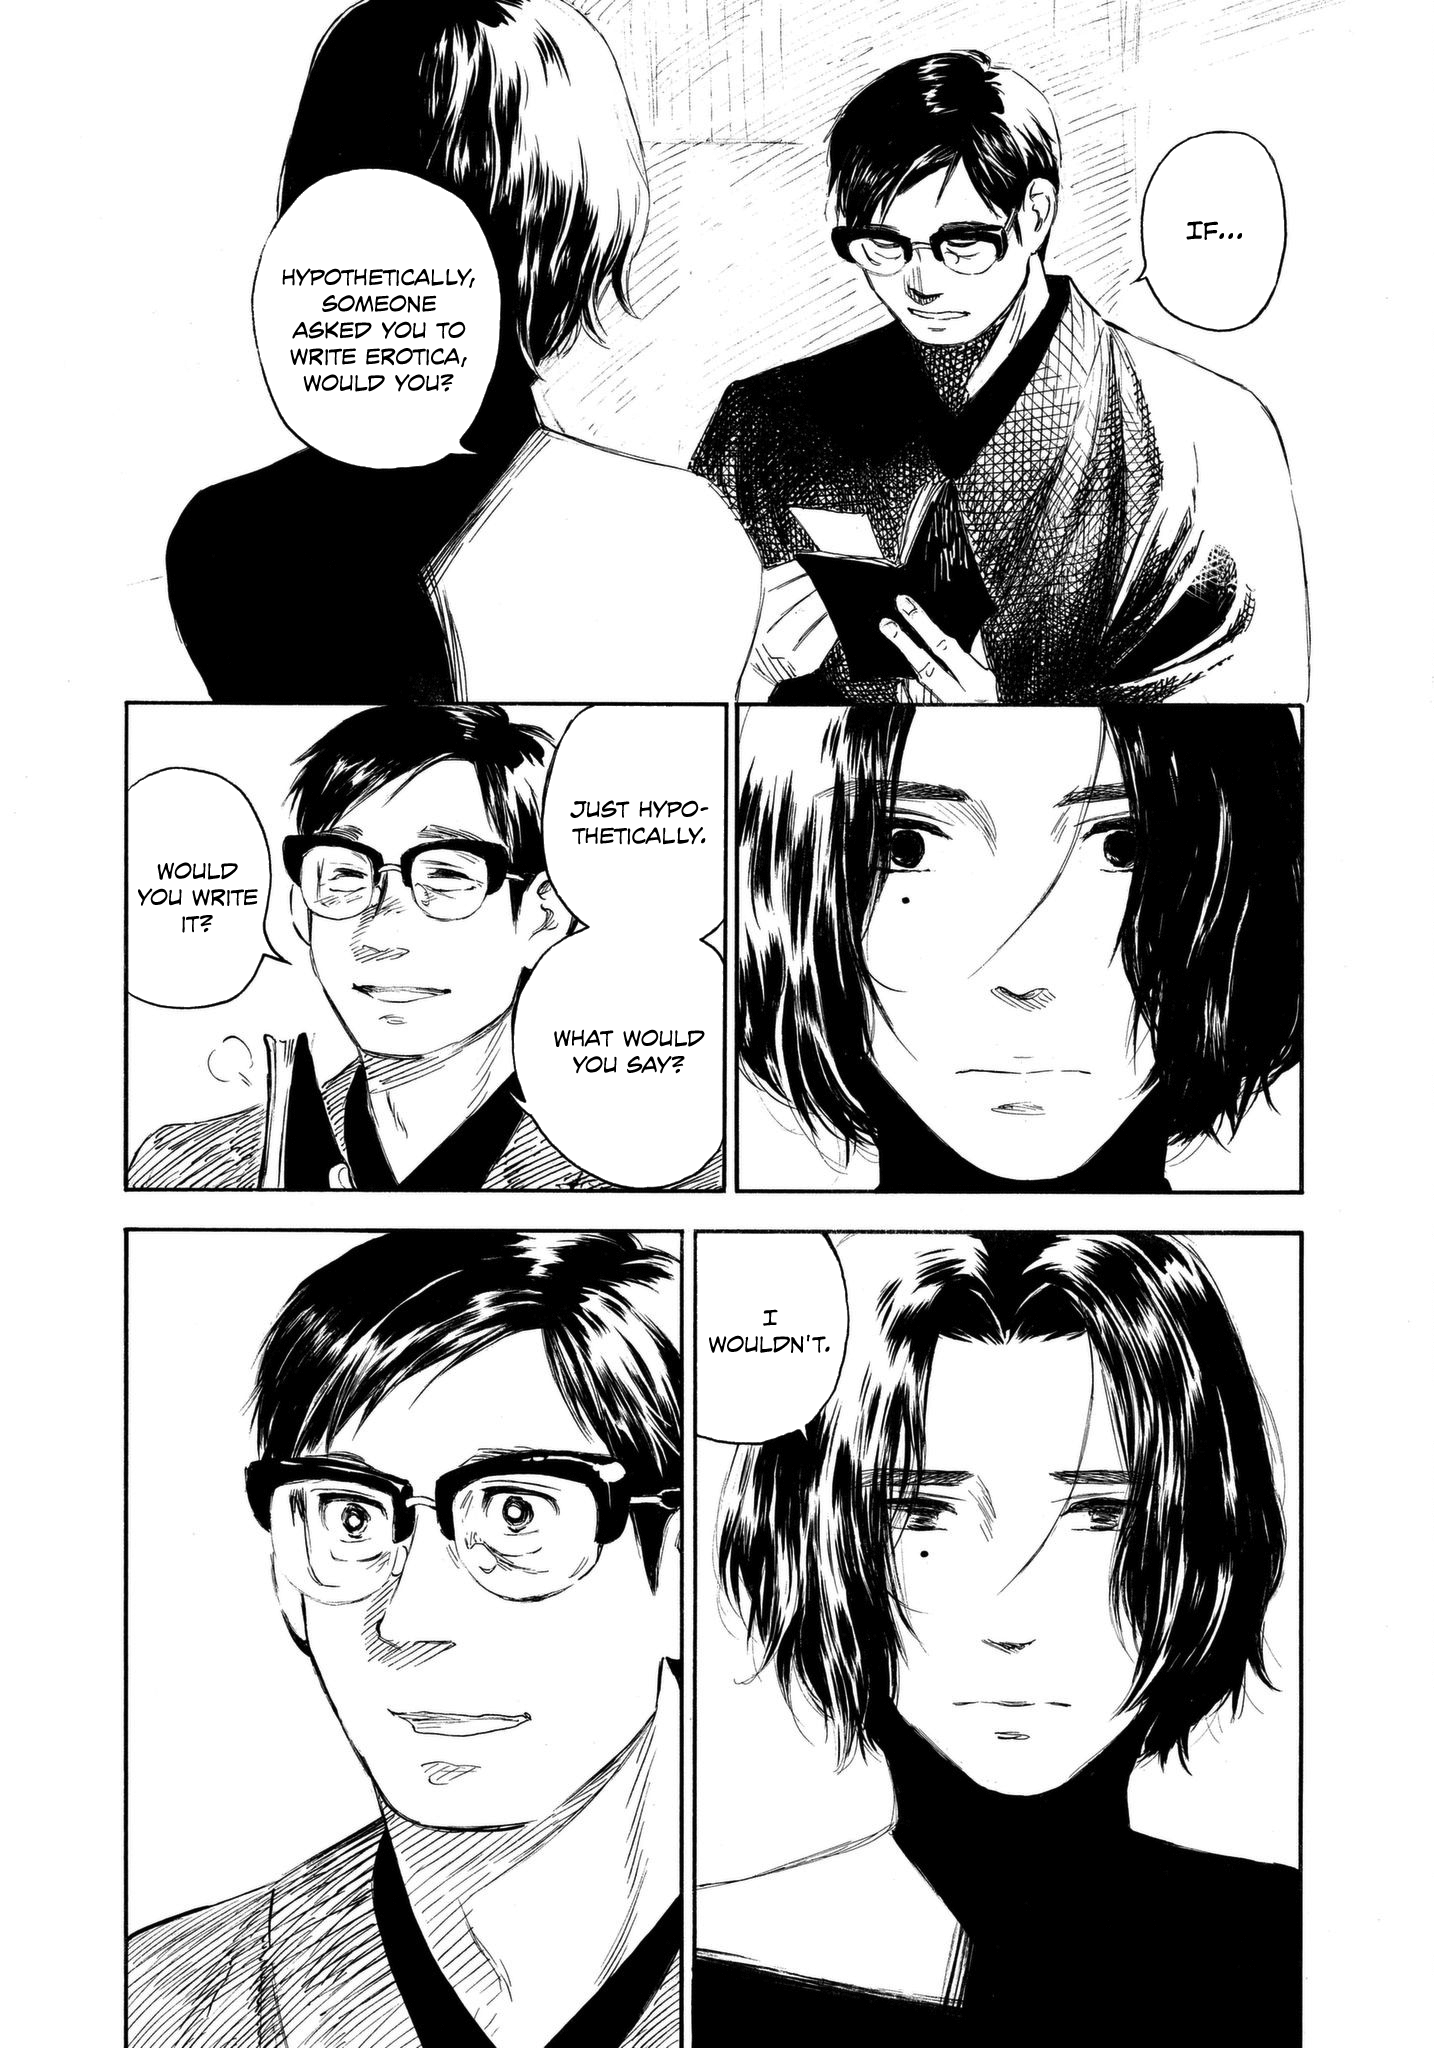 IF...
HYPOTHETICALLY,
SOMEONE
ASKED YOU TO
WRITE EROTICA,
WOULD YOU?
JUST HYPO-
THETICALLY.
WHAT WOULD
YOU SAY?
WOULD
YOU WRITE
IT?
I
WOULDN'T.